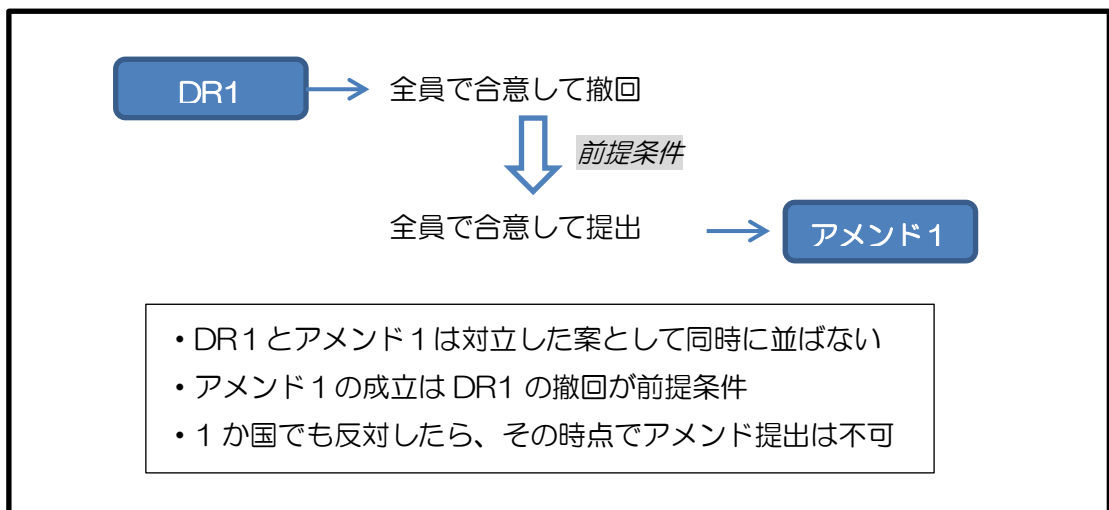 DR1
全員で合意して撤回
前提条件
全員で合意して提出
アメンド1
・DR1とアメンド1は対立した案として同時に並ばない
・アメンド1の成立は DR1 の撤回が前提条件
・1 か国でも反対したら、その時点でアメンド提出は不可